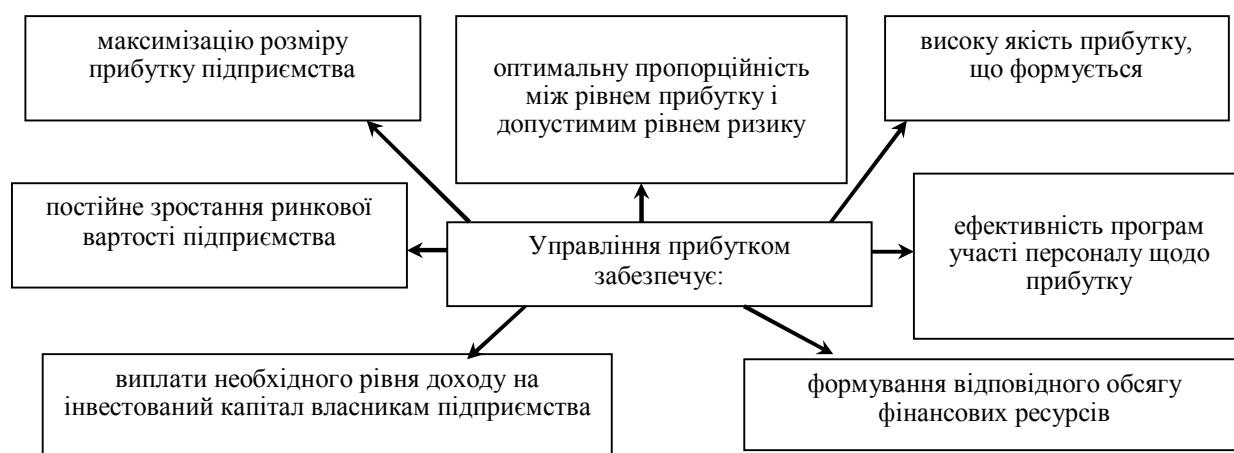 максимізацію розміру
прибутку підприємства
оптимальну пропорційність
між рівнем прибутку і
допустимим рівнем ризику
високу якість прибутку,
що формується
постійне зростання ринкової
вартості підприємства
Управління прибутком
забезпечує:
ефективність програм
участі персоналу щодо
прибутку
виплати необхідного рівня доходу на
інвестований капітал власникам підприємства
формування відповідного обсягу
фінансових ресурсів